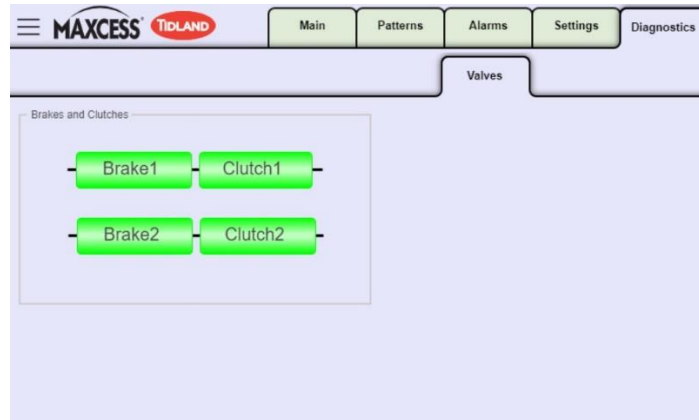 MAXCESS TIDLAND Main Patterns Alarms Settings Diagnostics
Valves
Brakes and Clutches
Brake1 Clutch1
Brake2 Clutch2